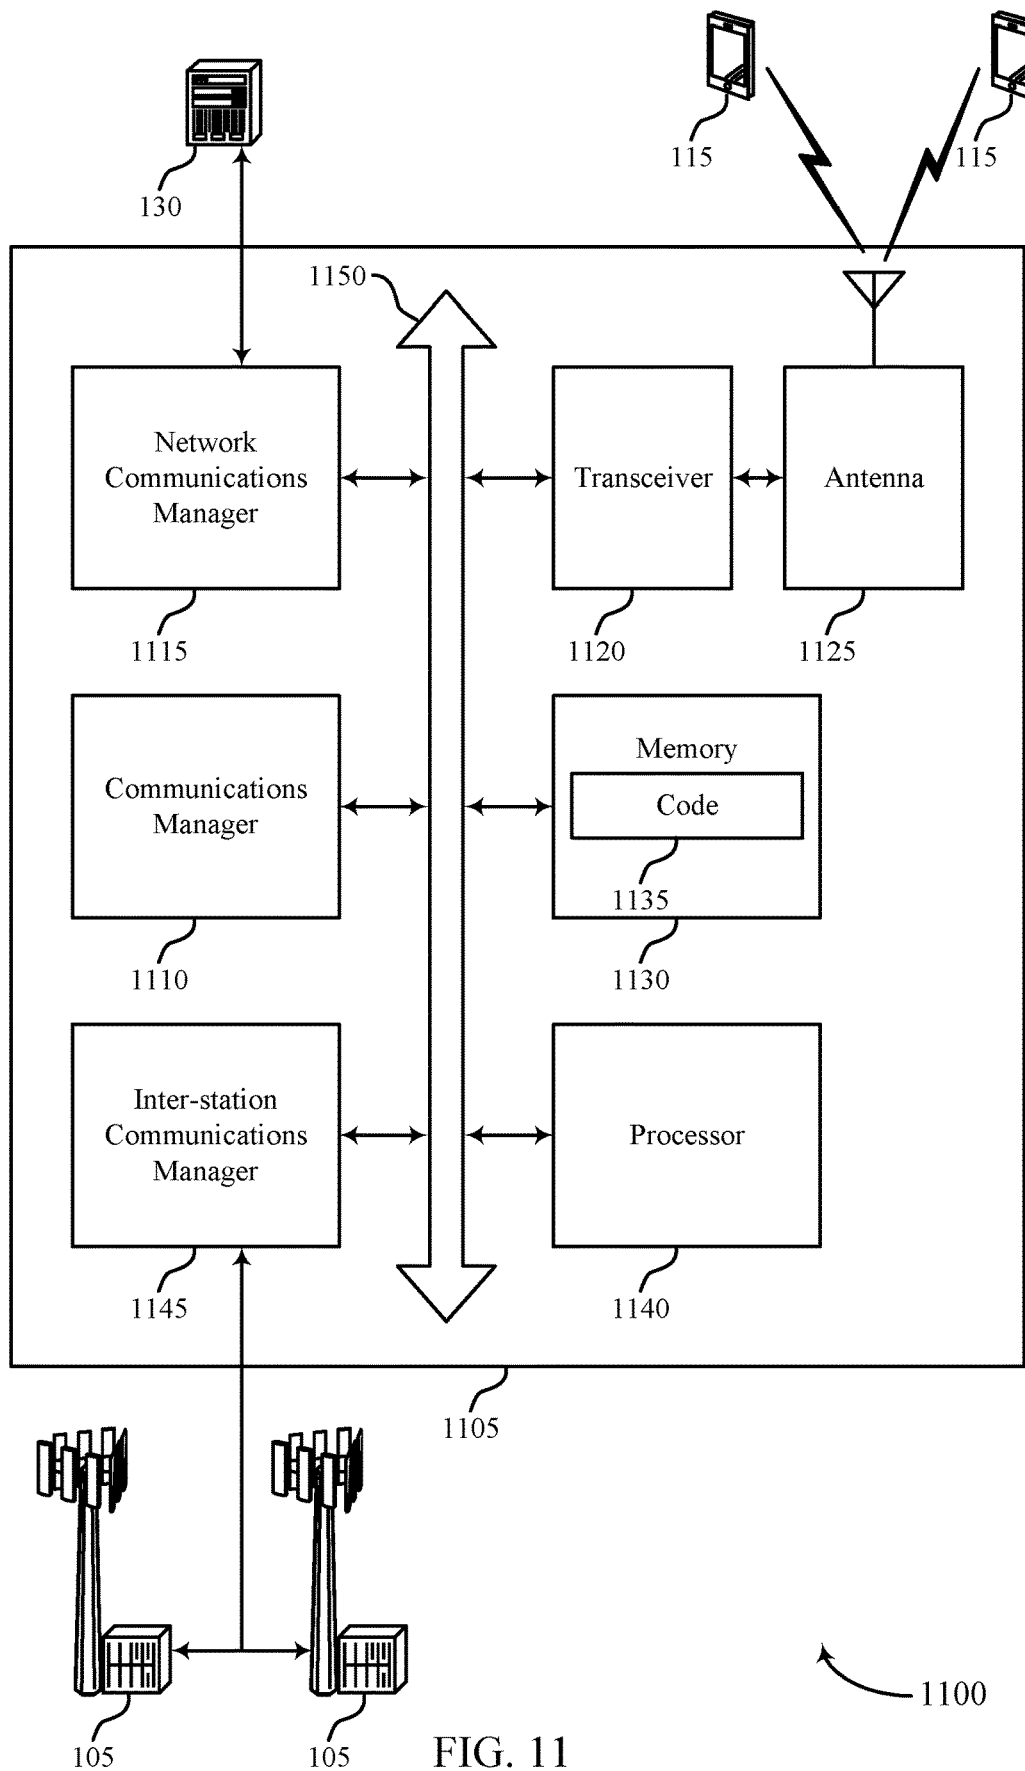 115
115
130
1150
Network
Communications
Manager
Transceiver
Antenna
1115
1120
1125
Communications
Manager
Memory
Code
1135
1110
1130
Inter-station
Communications
Manager
Processor
1145
1140
1105
1100
105
105
FIG. 11